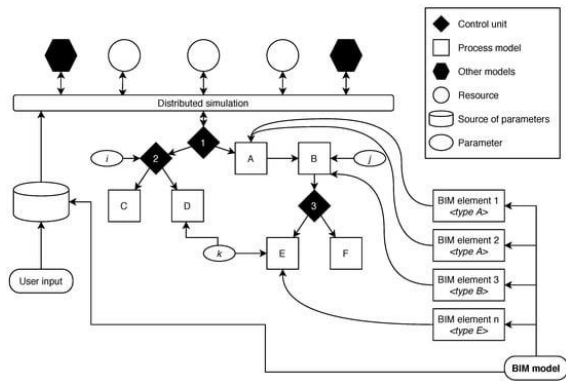 Control unit
Process model
Other models
Resource
Source of parameters
Parameter
Distributed simulation
1
i
2
A
B
j
C
D
3
k
E
F
User input
BIM element 1
<type A>
BIM element 2
<type A>
BIM element 3
<type B>
BIM element n
<type E>
BIM model